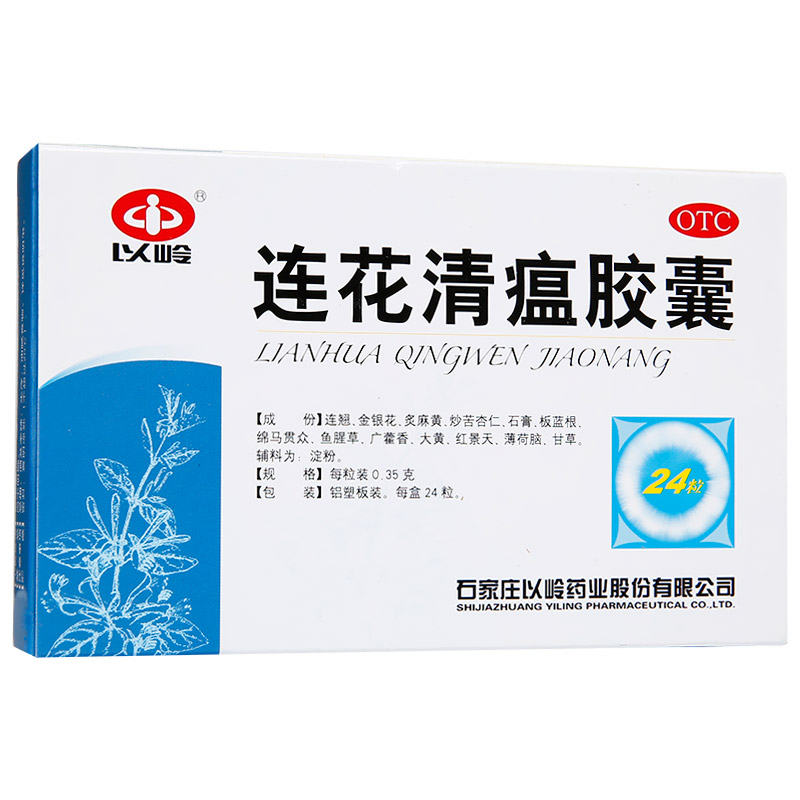 以岭
®
OTC
连花清瘟胶囊
LIANHUA QINGWEN JIAONANG
【成 份】连翘、金银花、炙麻黄、炒苦杏仁、石膏、板蓝根、
绵马贯众、鱼腥草、广藿香、大黄、红景天、薄荷脑、甘草。
辅料为：淀粉。
【规 格】每粒装0.35克
【包 装】铝塑板装。每盒24粒。
24粒
石家庄以岭药业股份有限公司
SHIJIAZHUANG YILING PHARMACEUTICAL CO.,LTD.